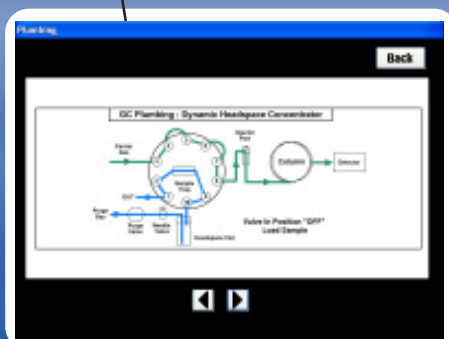 Plumbing
Back
GC Plumbing : Dynamic Headspace Concentrator
Carrier
Gas
Injector
Port
Column
Detector
Sample
Trap
OUT
Purge
Gas
Purge
Valve
Needle
Valve
Headspace Vial
Valve in Position "OFF"
Load Sample